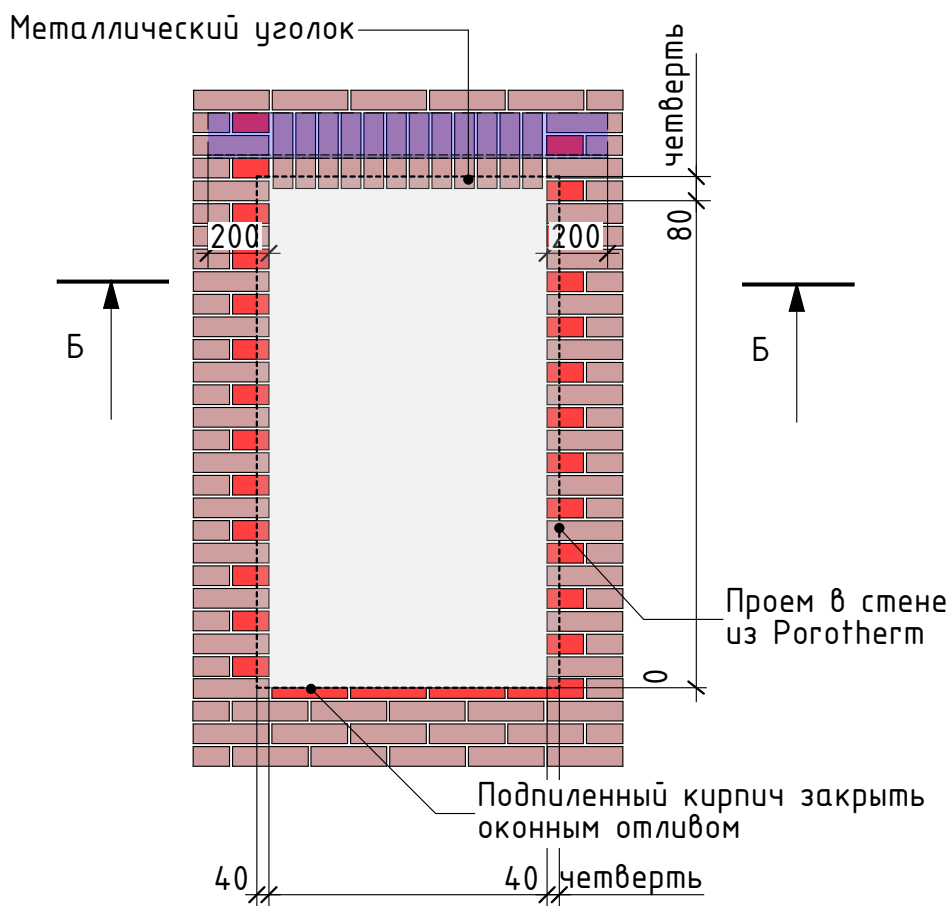 Металлический уголок
четверть
80
200
200
Б
Б
Проем в стене
из Porotherm
0
Подпиленный кирпич закрыть
оконным отливом
40
40
четверть